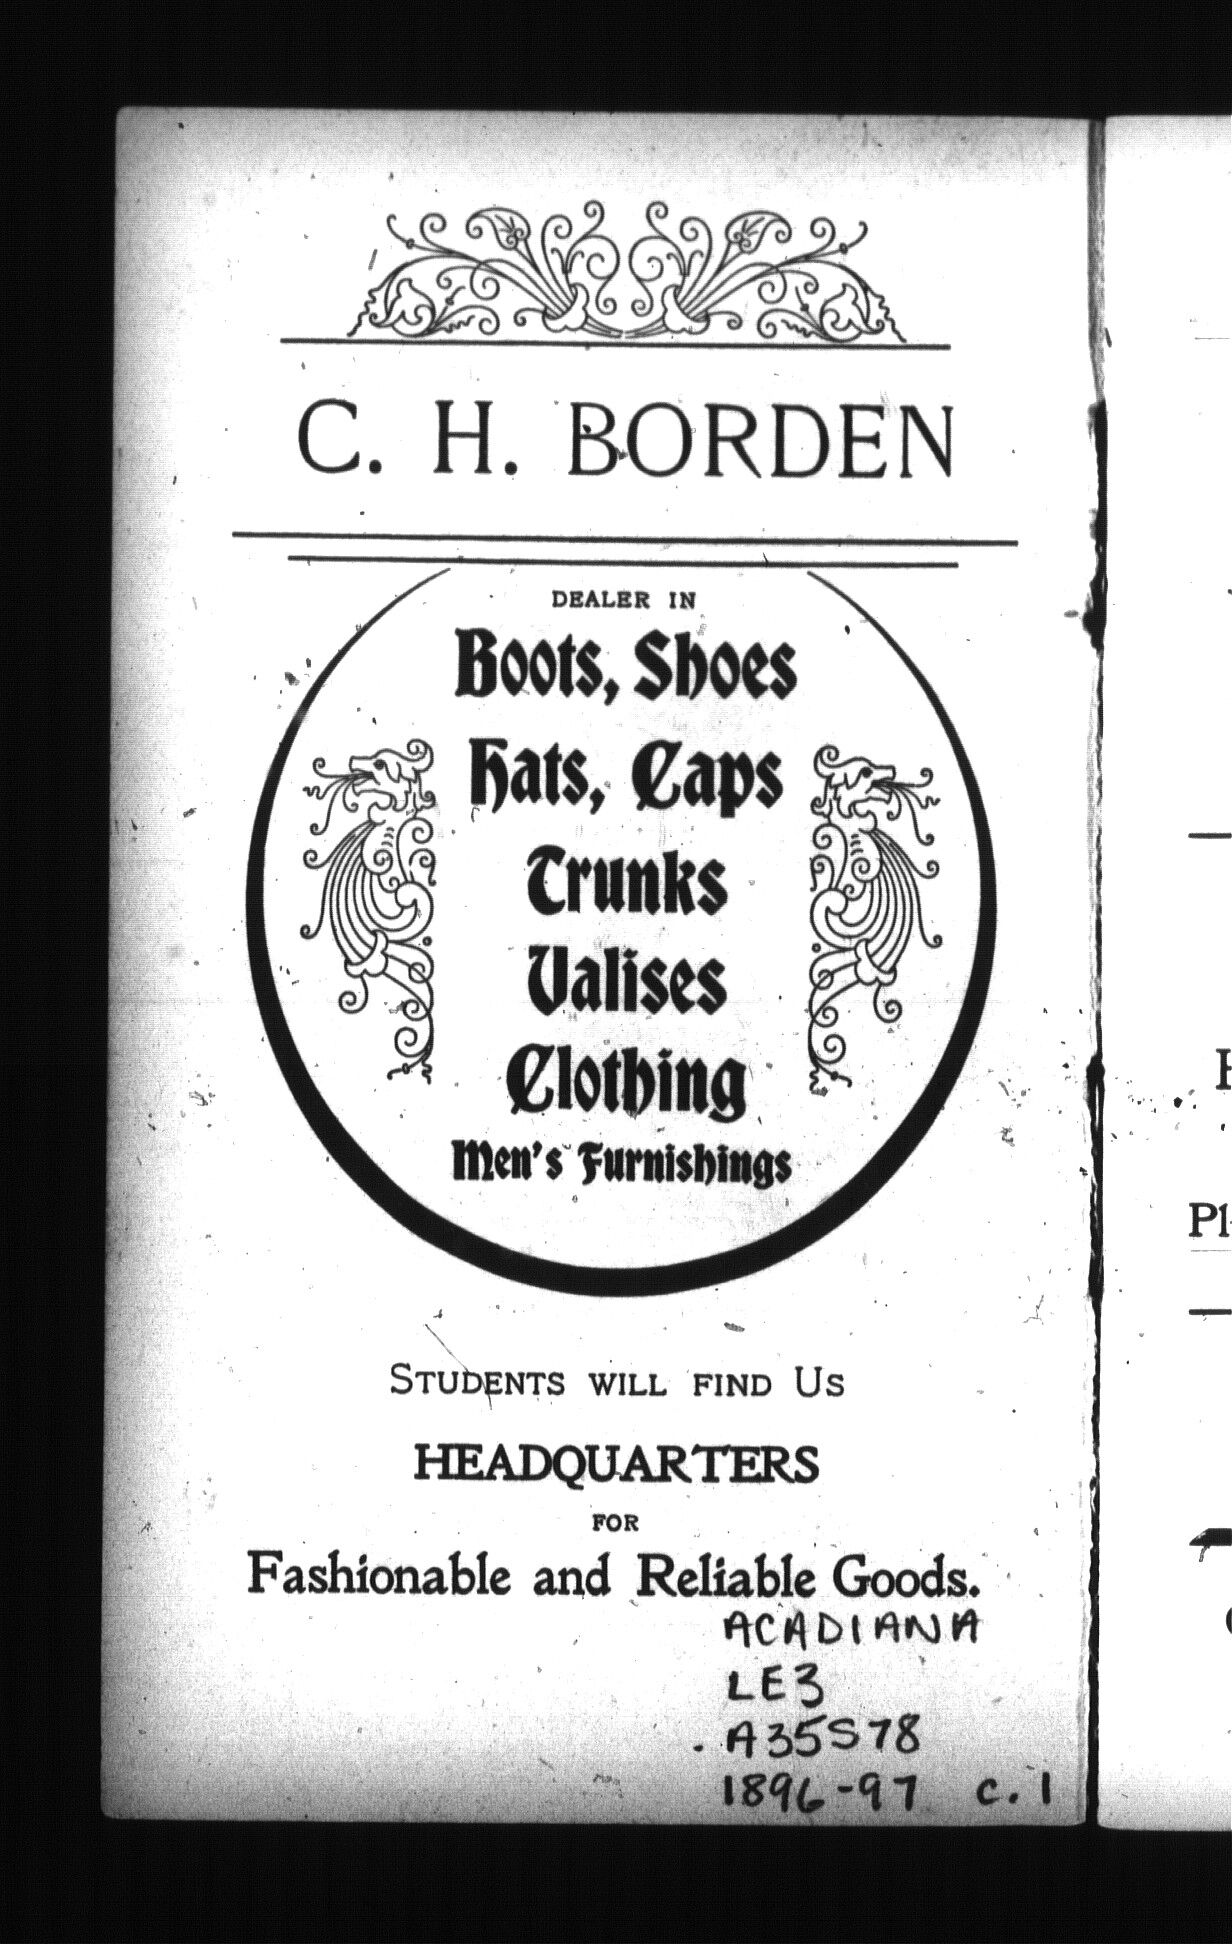 C. H. BORDEN
DEALER IN
Boots, Shoes
Hats, Caps
Trunks
Valises
Clothing
Men's Furnishings
STUDENTS WILL FIND US
HEADQUARTERS
FOR
Fashionable and Reliable Goods.
ACADIANA
LE3
.A35S78
1896-97 c. 1